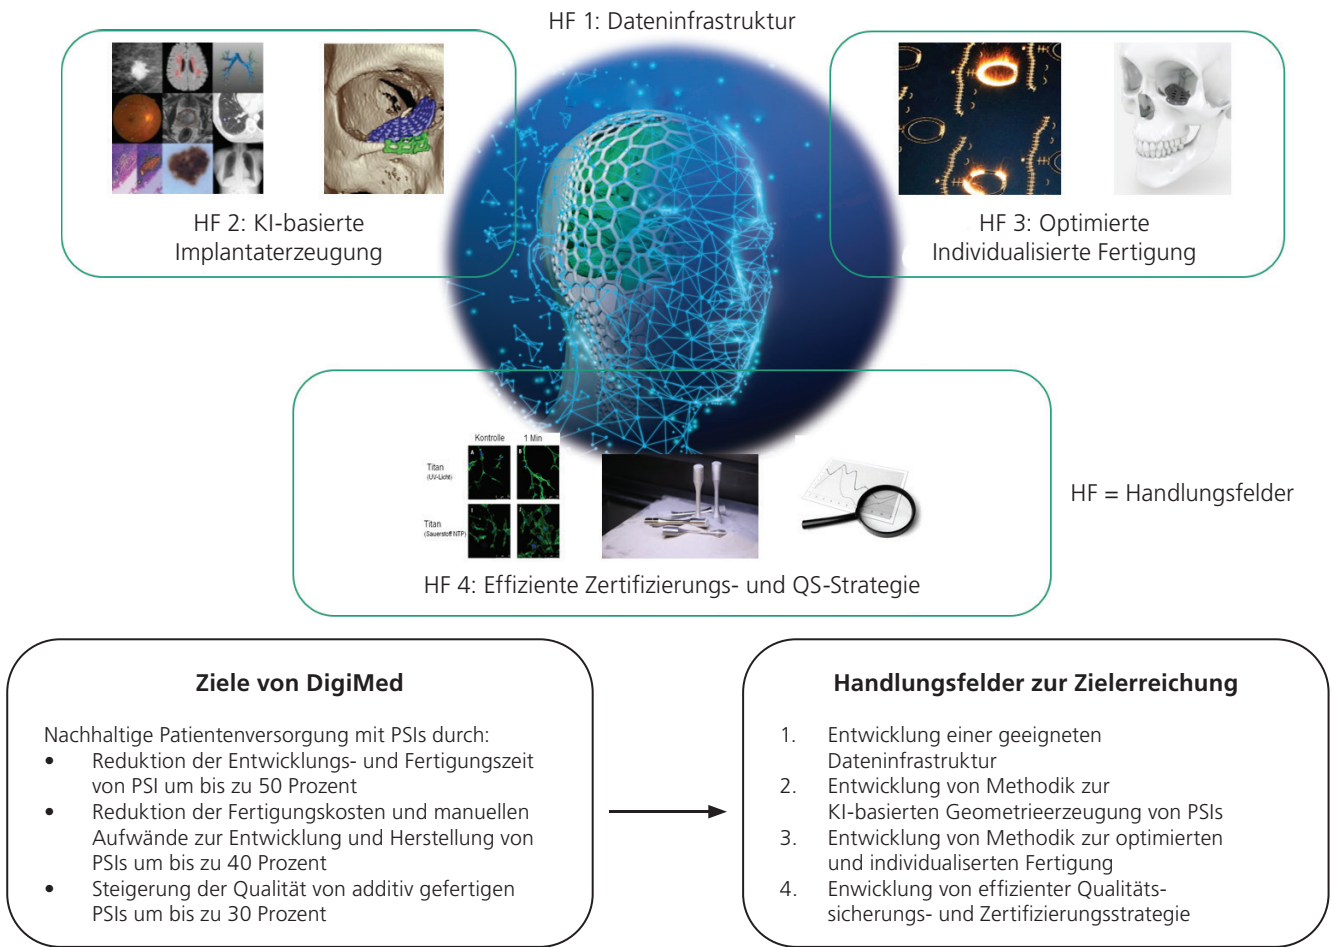 HF 1: Dateninfrastruktur
HF 2: KI-basierte
Implantaterzeugung
HF 3: Optimierte
Individualisierte Fertigung
Kontrolle
1 Min
Titan
(UV-Licht)
A
B
Titan
(Sauerstoff NTP)
HF 4: Effiziente Zertifizierungs- und QS-Strategie
HF = Handlungsfelder
Ziele von DigiMed
Nachhaltige Patientenversorgung mit PSIs durch:
• Reduktion der Entwicklungs- und Fertigungszeit
von PSI um bis zu 50 Prozent
• Reduktion der Fertigungskosten und manuellen
Aufwände zur Entwicklung und Herstellung von
PSIs um bis zu 40 Prozent
• Steigerung der Qualität von additiv gefertigen
PSIs um bis zu 30 Prozent
Handlungsfelder zur Zielerreichung
1. Entwicklung einer geeigneten
Dateninfrastruktur
2. Entwicklung von Methodik zur
KI-basierten Geometrieerzeugung von PSIs
3. Entwicklung von Methodik zur optimierten
und individualiserten Fertigung
4. Enwicklung von effizienter Qualitäts-
sicherungs- und Zertifizierungsstrategie